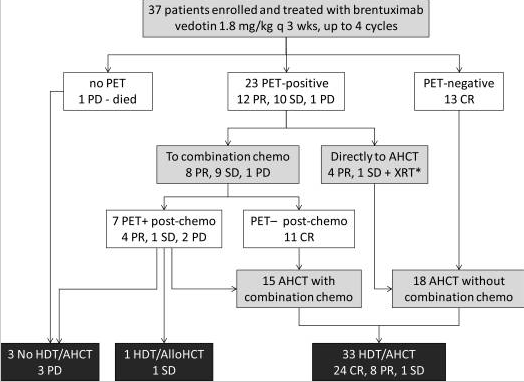 37 patients enrolled and treated with brentuximab
vedotin 1.8 mg/kg q 3 wks, up to 4 cycles
no PET
1 PD - died
23 PET-positive
12 PR, 10 SD, 1 PD
PET-negative
13 CR
To combination chemo
8 PR, 9 SD, 1 PD
Directly to AHCT
4 PR, 1 SD + XRT*
7 PET+ post-chemo
4 PR, 1 SD, 2 PD
PET– post-chemo
11 CR
15 AHCT with
combination chemo
18 AHCT without
combination chemo
3 No HDT/AHCT
3 PD
1 HDT/AlloHCT
1 SD
33 HDT/AHCT
24 CR, 8 PR, 1 SD